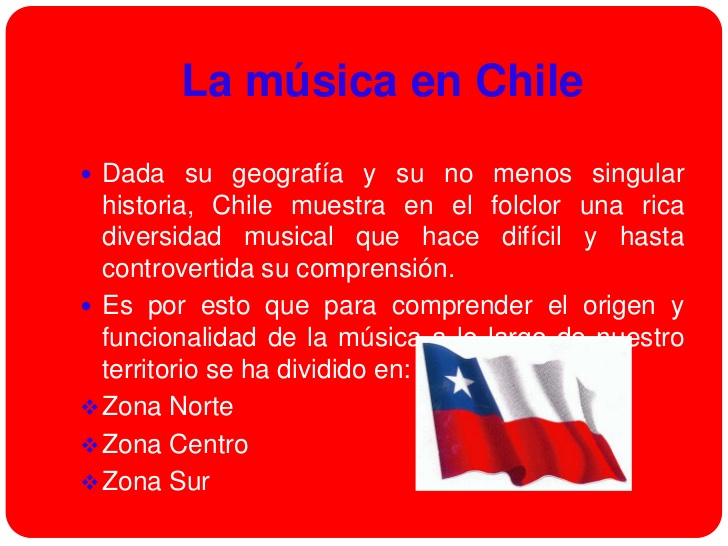 La música en Chile
Dada su geografía y su no menos singular
historia, Chile muestra en el folclor una rica
diversidad musical que hace difícil y hasta
controvertida su comprensión.
Es por esto que para comprender el origen y
funcionalidad de la música a lo largo de nuestro
territorio se ha dividido en:
Zona Norte
Zona Centro
Zona Sur